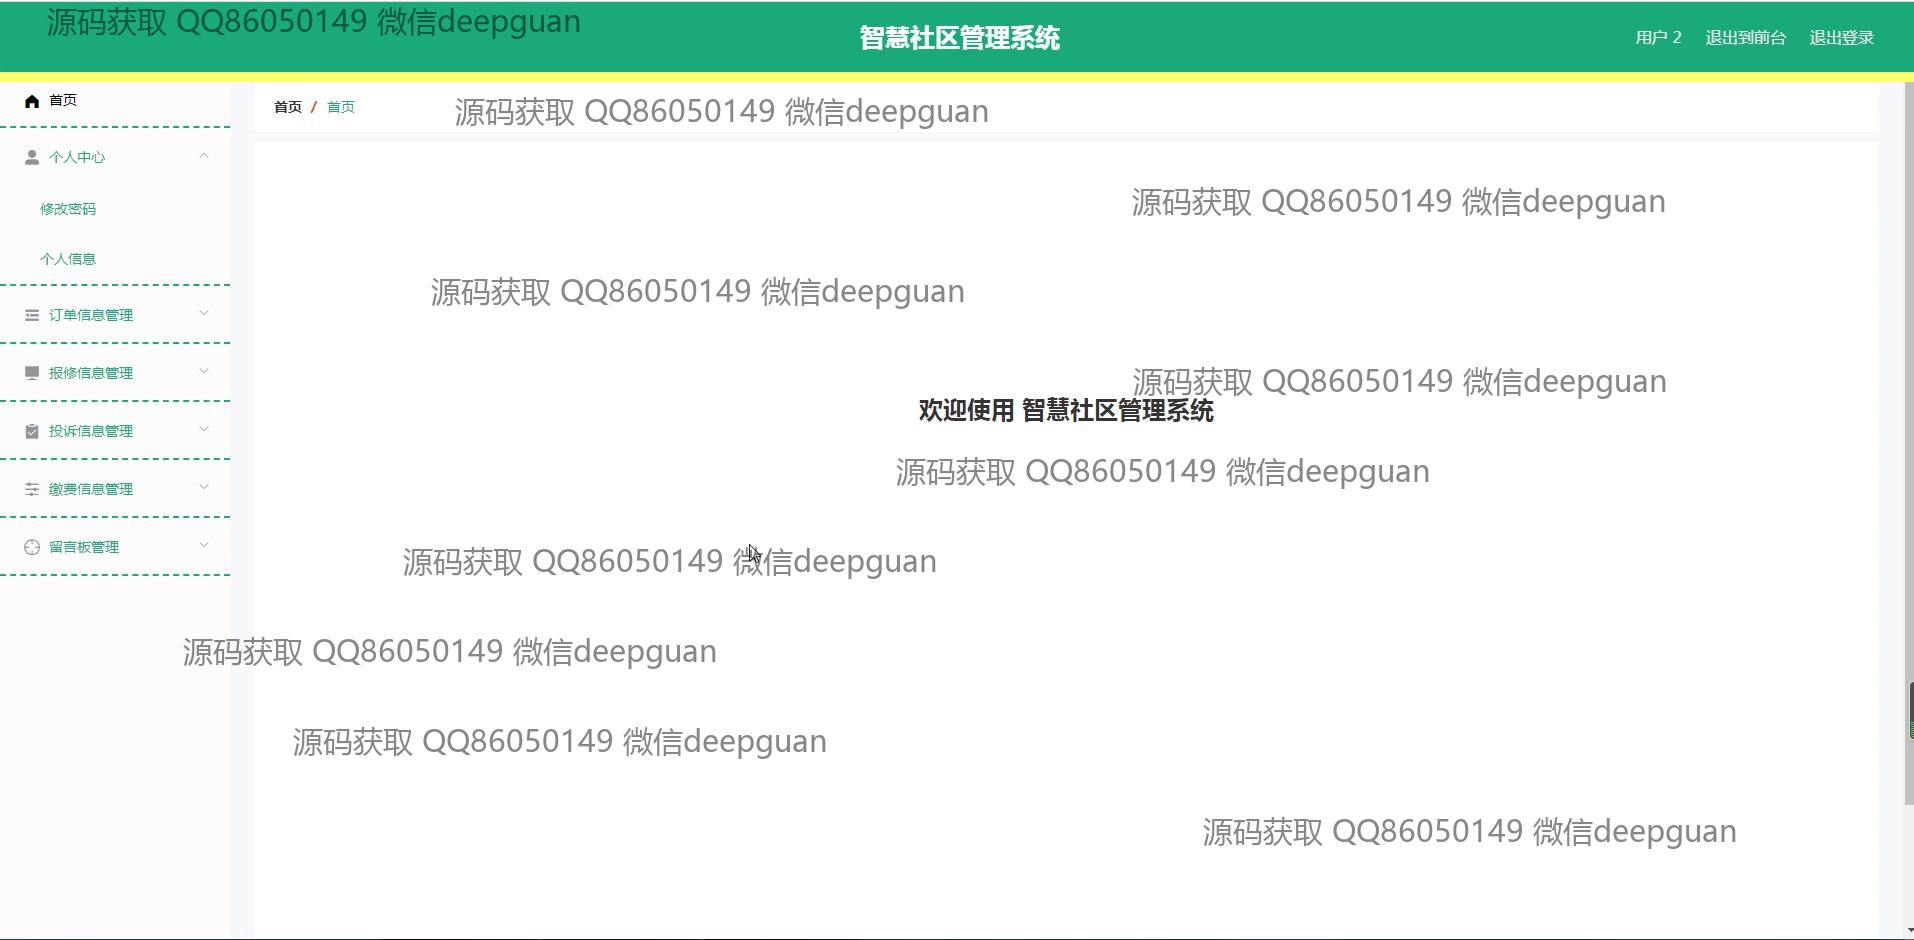 源码获取 QQ86050149 微信deepguan
智慧社区管理系统
用户 2 退出到前台 退出登录
首页
首页 / 首页
源码获取 QQ86050149 微信deepguan
个人中心
源码获取 QQ86050149 微信deepguan
修改密码
个人信息
源码获取 QQ86050149 微信deepguan
订单信息管理
报修信息管理
源码获取 QQ86050149 微信deepguan
欢迎使用 智慧社区管理系统
投诉信息管理
源码获取 QQ86050149 微信deepguan
缴费信息管理
留言板管理
源码获取 QQ86050149 微信deepguan
源码获取 QQ86050149 微信deepguan
源码获取 QQ86050149 微信deepguan
源码获取 QQ86050149 微信deepguan